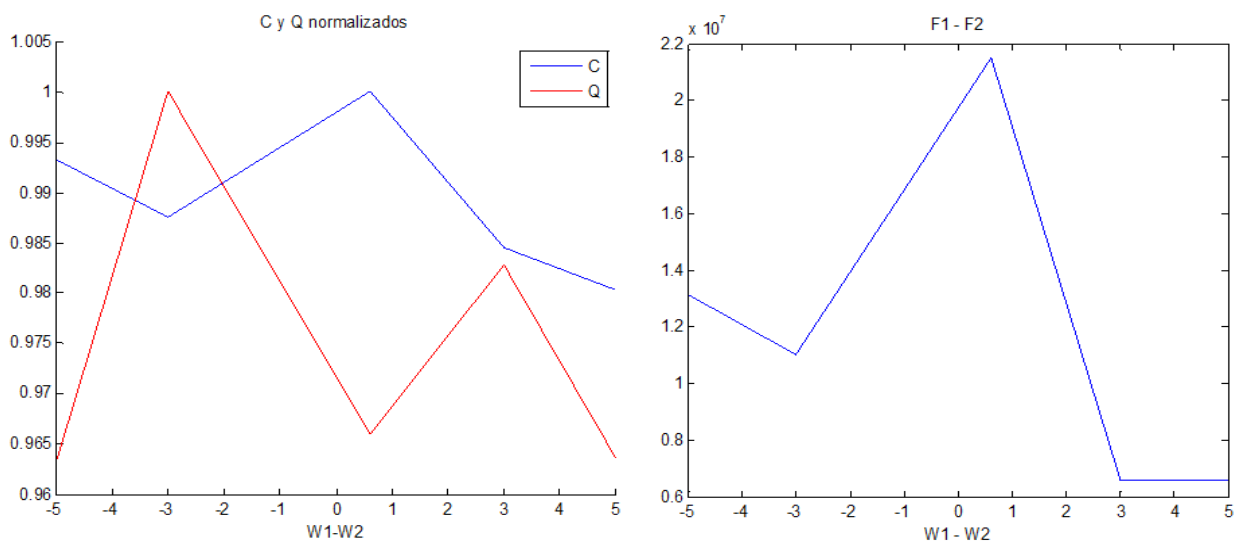 C y Q normalizados
1.005
1
0.995
0.99
0.985
0.98
0.975
0.97
0.965
0.96
-5 -4 -3 -2 -1 0 1 2 3 4 5
W1-W2
C
Q
F1 - F2
x 10⁷
2.2
2
1.8
1.6
1.4
1.2
1
0.8
0.6
-5 -4 -3 -2 -1 0 1 2 3 4 5
W1 - W2